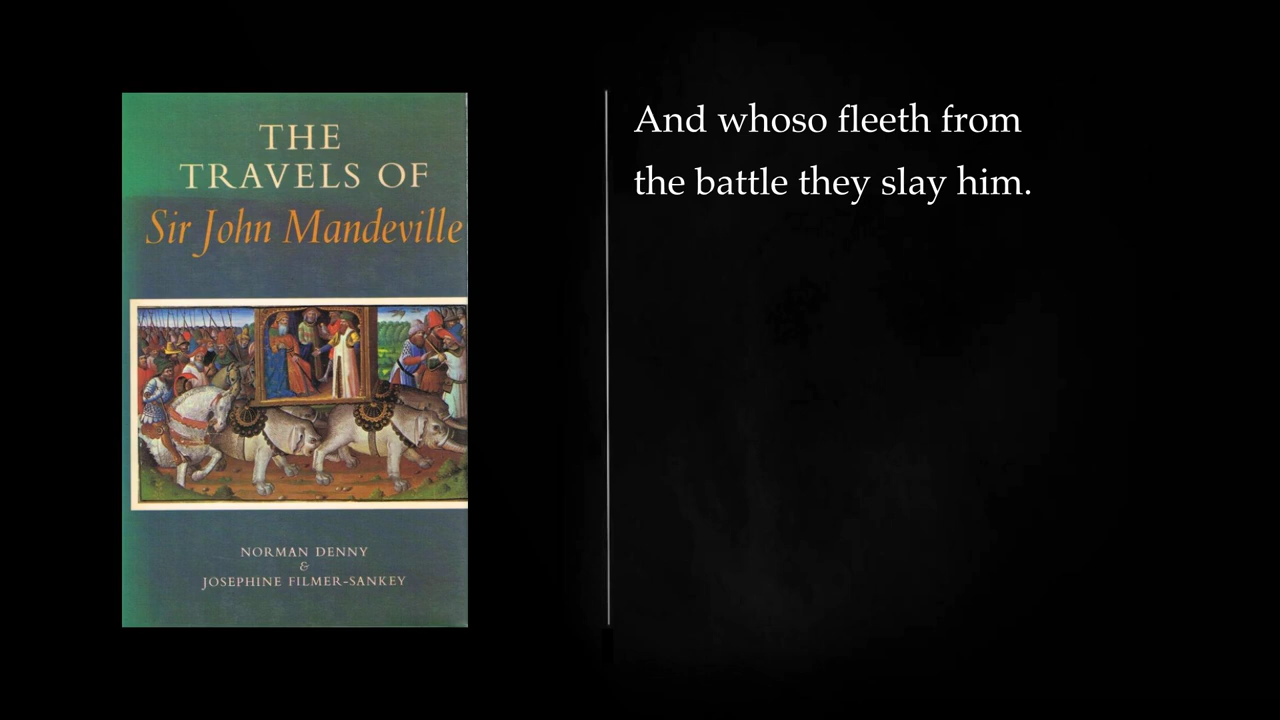 THE
TRAVELS OF
Sir John Mandeville
NORMAN DENNY
&
JOSEPHINE FILMER-SANKEY
And whoso fleeth from
the battle they slay him.